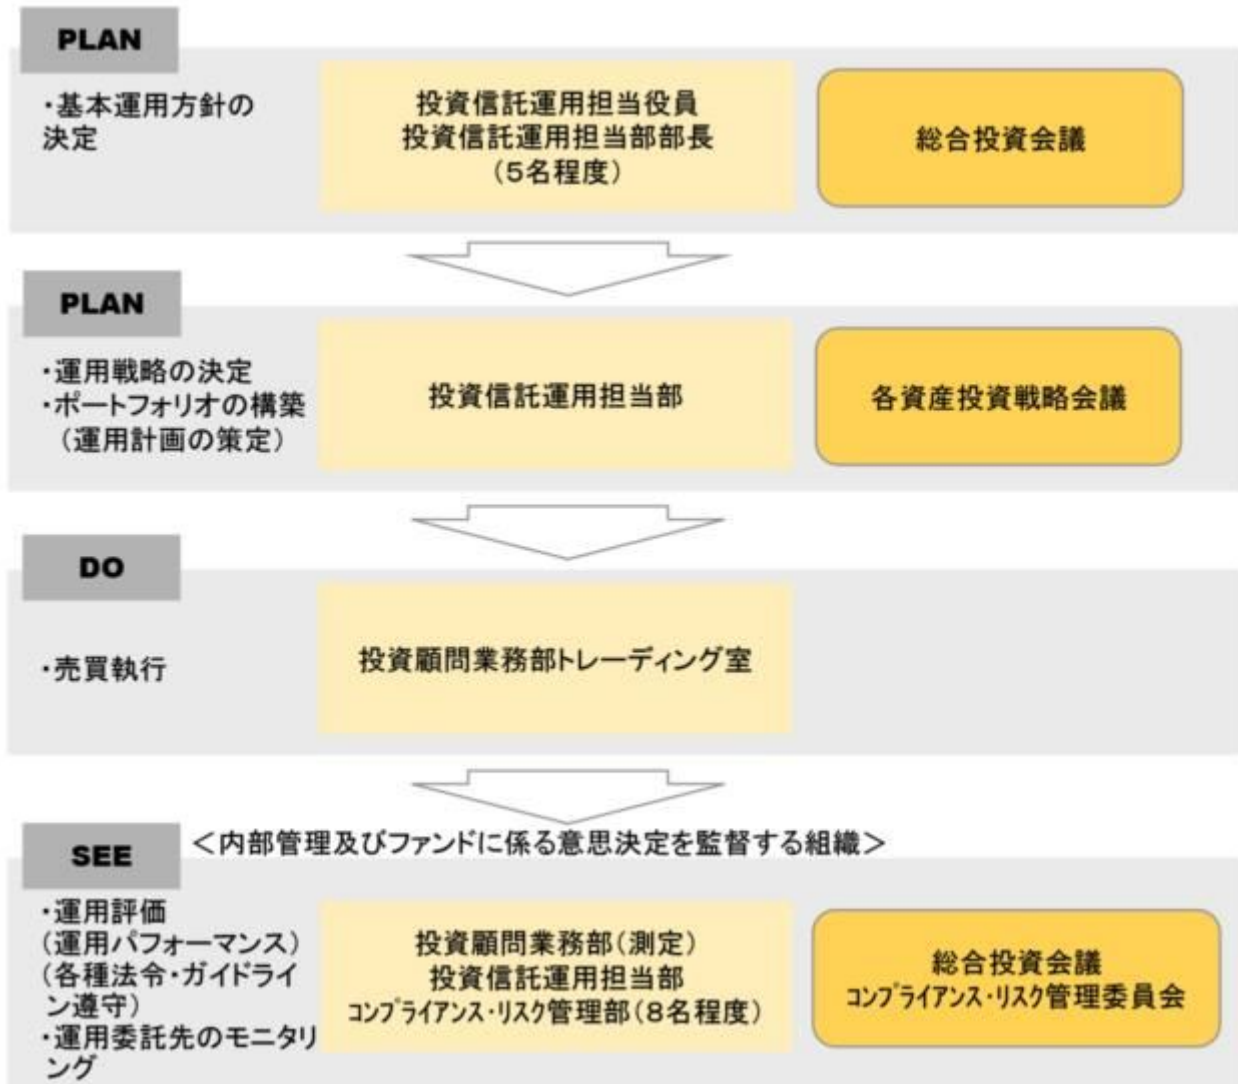 PLAN
・基本運用方針の
決定
投資信託運用担当役員
投資信託運用担当部部長
(5名程度)
総合投資会議
PLAN
・運用戦略の決定
・ポートフォリオの構築
(運用計画の策定)
投資信託運用担当部
各資産投資戦略会議
DO
・売買執行
投資顧問業務部トレーディング室
SEE
<内部管理及びファンドに係る意思決定を監督する組織>
・運用評価
(運用パフォーマンス)
(各種法令・ガイドライ
ン遵守)
・運用委託先のモニタリ
ング
投資顧問業務部(測定)
投資信託運用担当部
コンプライアンス・リスク管理部(8名程度)
総合投資会議
コンプライアンス・リスク管理委員会